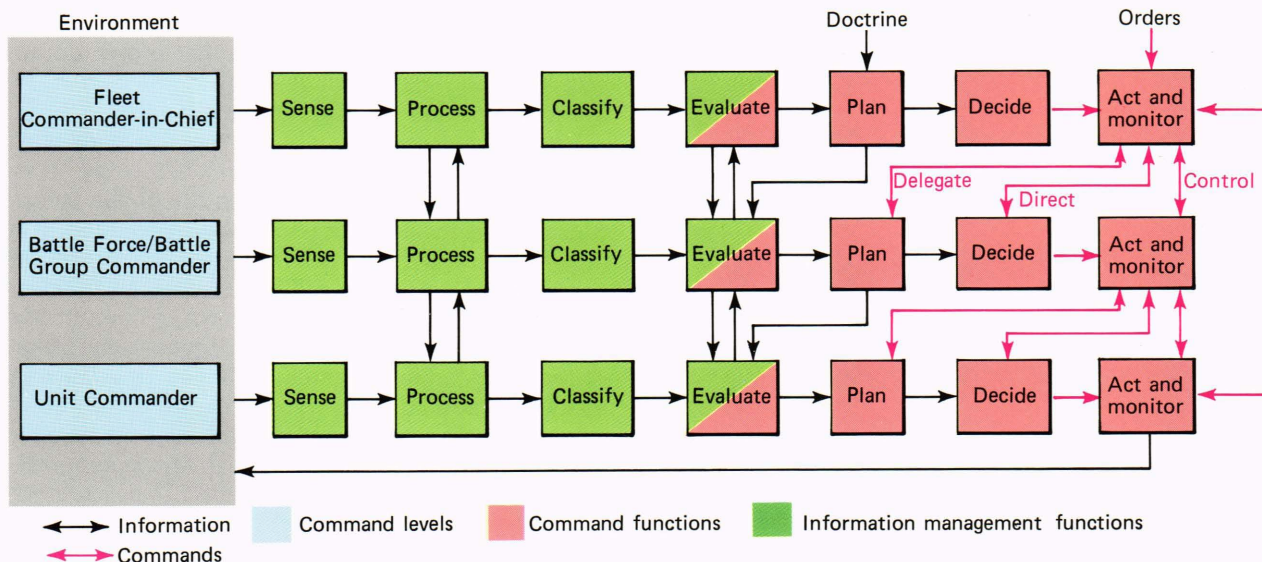 Environment
Doctrine
Orders
Fleet
Commander-in-Chief
Sense
Process
Classify
Evaluate
Plan
Decide
Act and
monitor
Delegate
Direct
Control
Battle Force/Battle
Group Commander
Sense
Process
Classify
Evaluate
Plan
Decide
Act and
monitor
Unit Commander
Sense
Process
Classify
Evaluate
Plan
Decide
Act and
monitor
Information
Commands
Command levels
Command functions
Information management functions